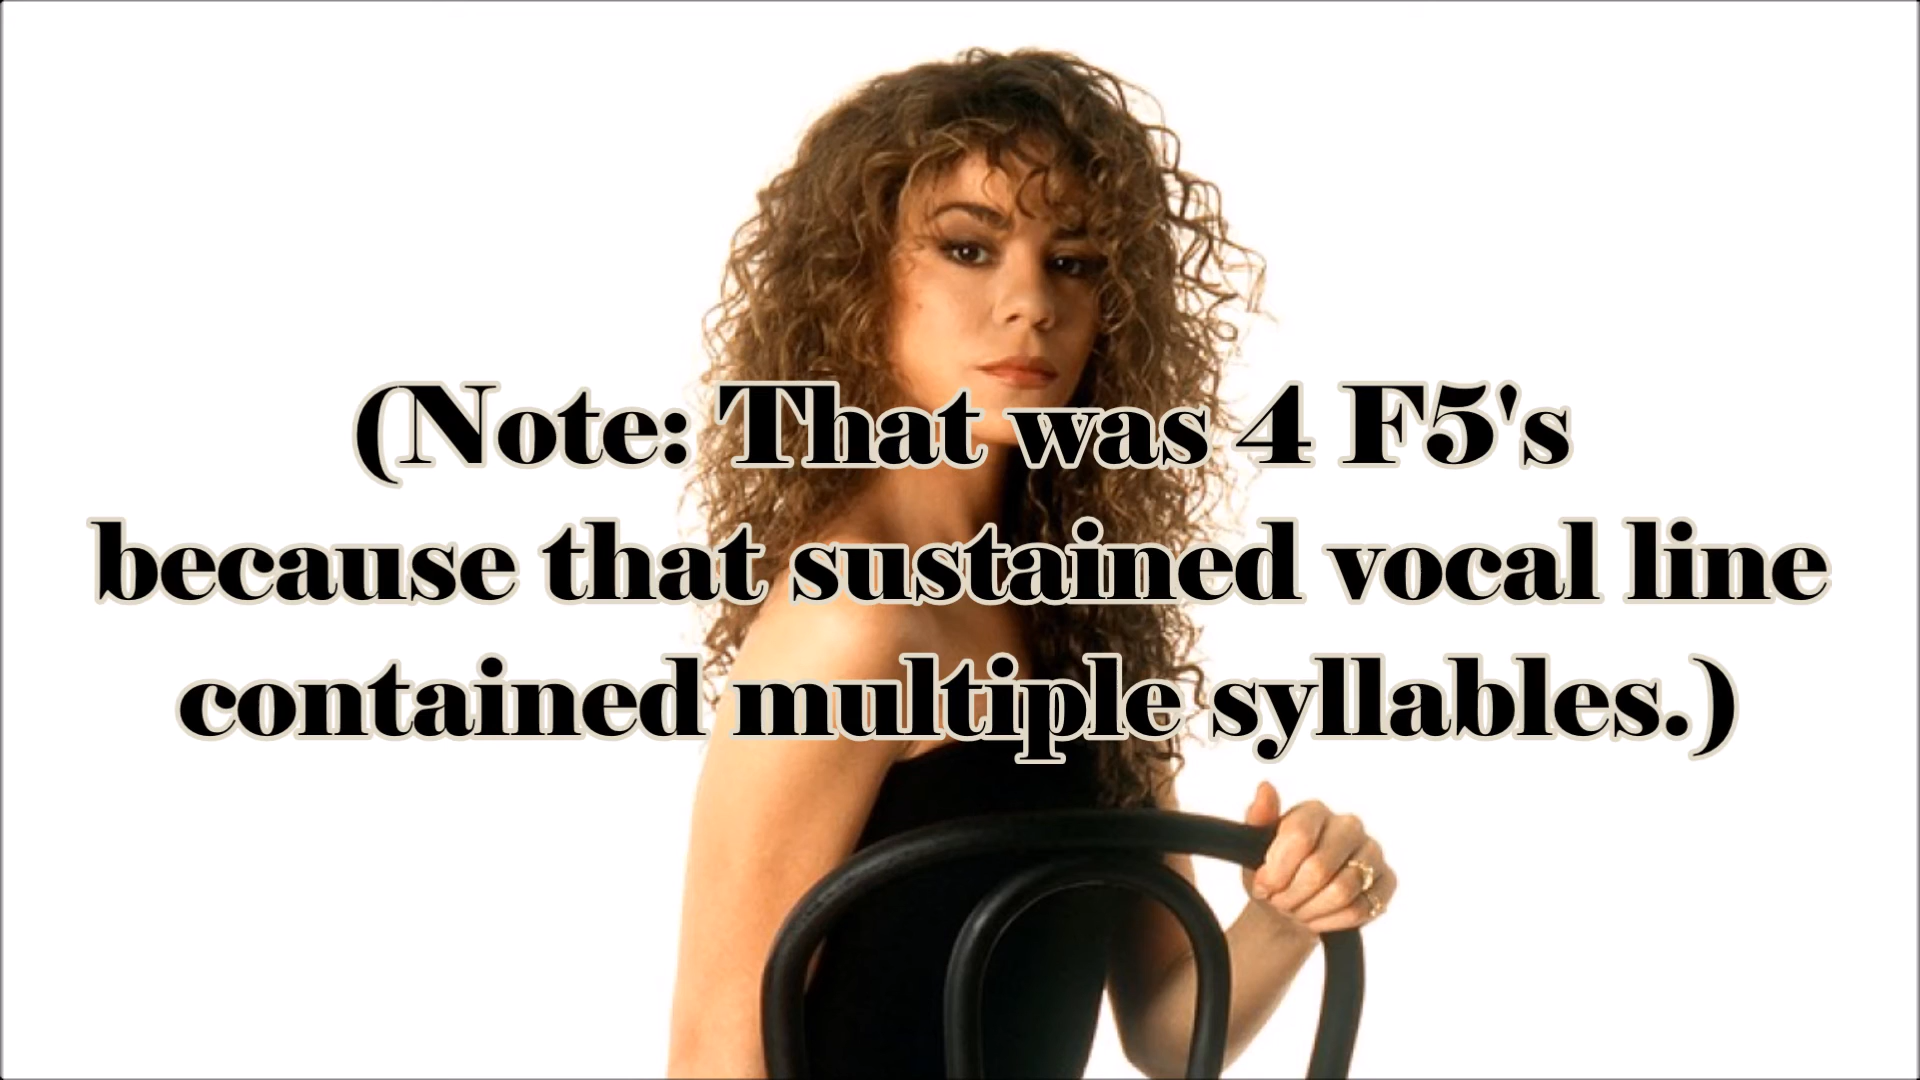 (Note: That was 4 F5's
because that sustained vocal line
contained multiple syllables.)